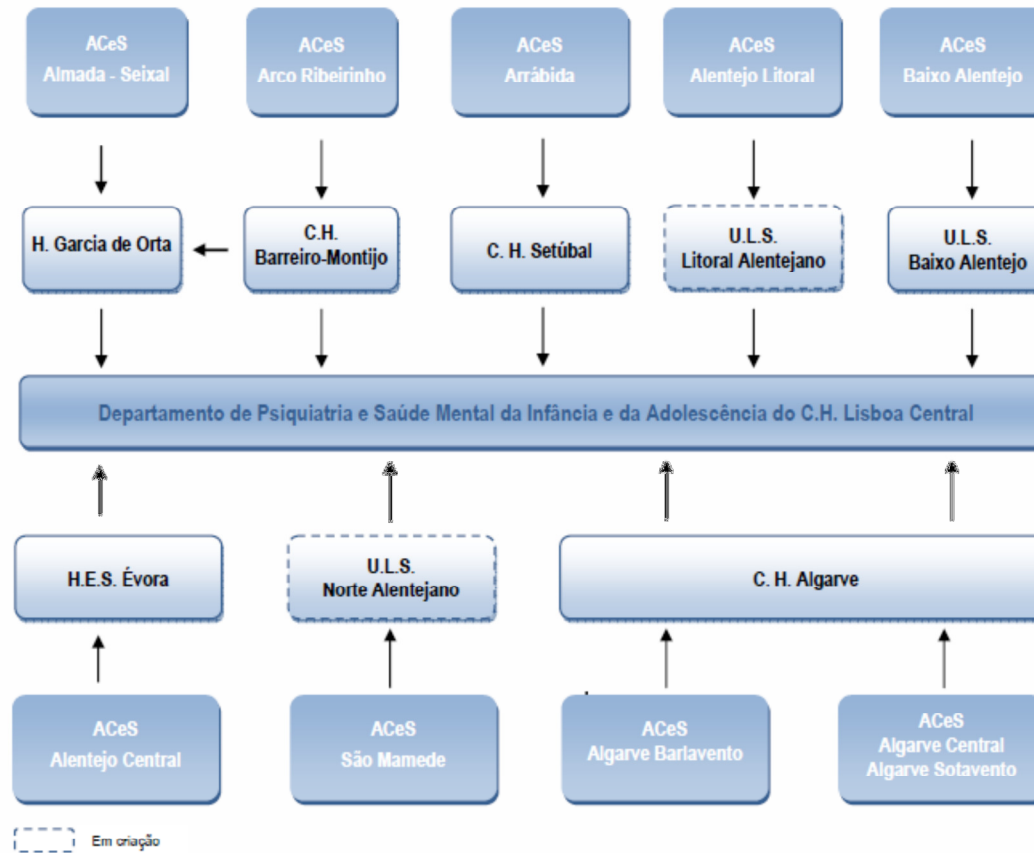 ACeS
Almada - Seixal
ACeS
Arco Ribeirinho
ACeS
Arrábida
ACeS
Alentejo Litoral
ACeS
Baixo Alentejo
H. Garcia de Orta
C.H.
Barreiro-Montijo
C. H. Setúbal
U.L.S.
Litoral Alentejano
U.L.S.
Baixo Alentejo
Departamento de Psiquiatria e Saúde Mental da Infância e da Adolescência do C.H. Lisboa Central
H.E.S. Évora
U.L.S.
Norte Alentejano
C. H. Algarve
ACeS
Alentejo Central
ACeS
São Mamede
ACeS
Algarve Barlavento
ACeS
Algarve Central
Algarve Sotavento
Em criação